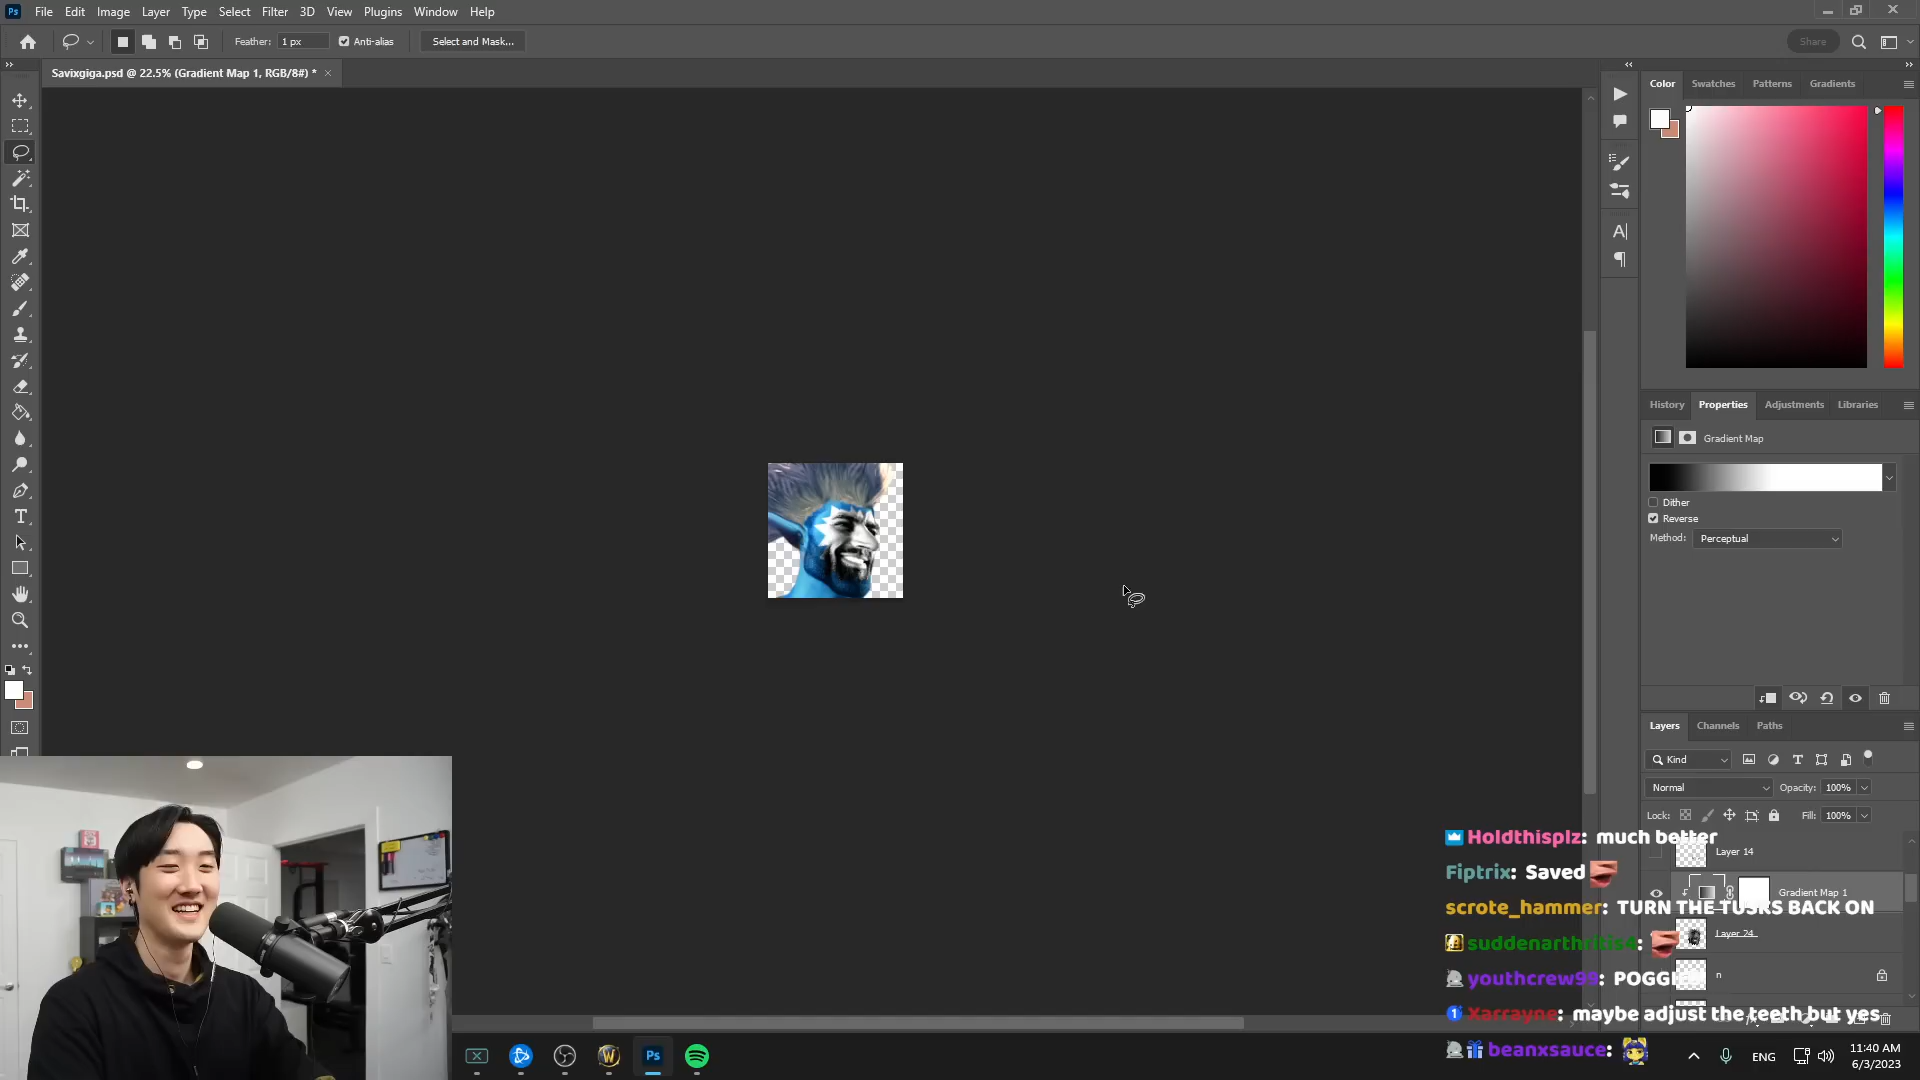 Ps File Edit Image Layer Type Select Filter 3D View Plugins Window Help
Feather: 1 px Anti-alias Select and Mask... Share
Savixgiga.psd @ 22.5% (Gradient Map 1, RGB/8#) * ×
Color Swatches Patterns Gradients
History Properties Adjustments Libraries
Gradient Map
Dither
Reverse
Method: Perceptual
Layers Channels Paths
Kind
Normal Opacity: 100%
Lock: Fill: 100%
Layer 14
Gradient Map 1
Layer 24
n
Holdthisplz: much better
Fiptrix: Saved
scrote_hammer: TURN THE TUSKS BACK ON
suddenarthritis4:
youthcrew99: POGGI
Xarrayne: maybe adjust the teeth but yes
beanxsauce:
Ps
ENG
11:40 AM
6/3/2023